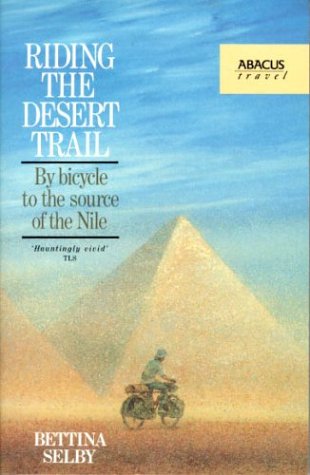 RIDING
THE
DESERT
TRAIL
By bicycle
to the source
of the Nile
'Hauntingly vivid'
TLS
ABACUS
travel
BETTINA
SELBY